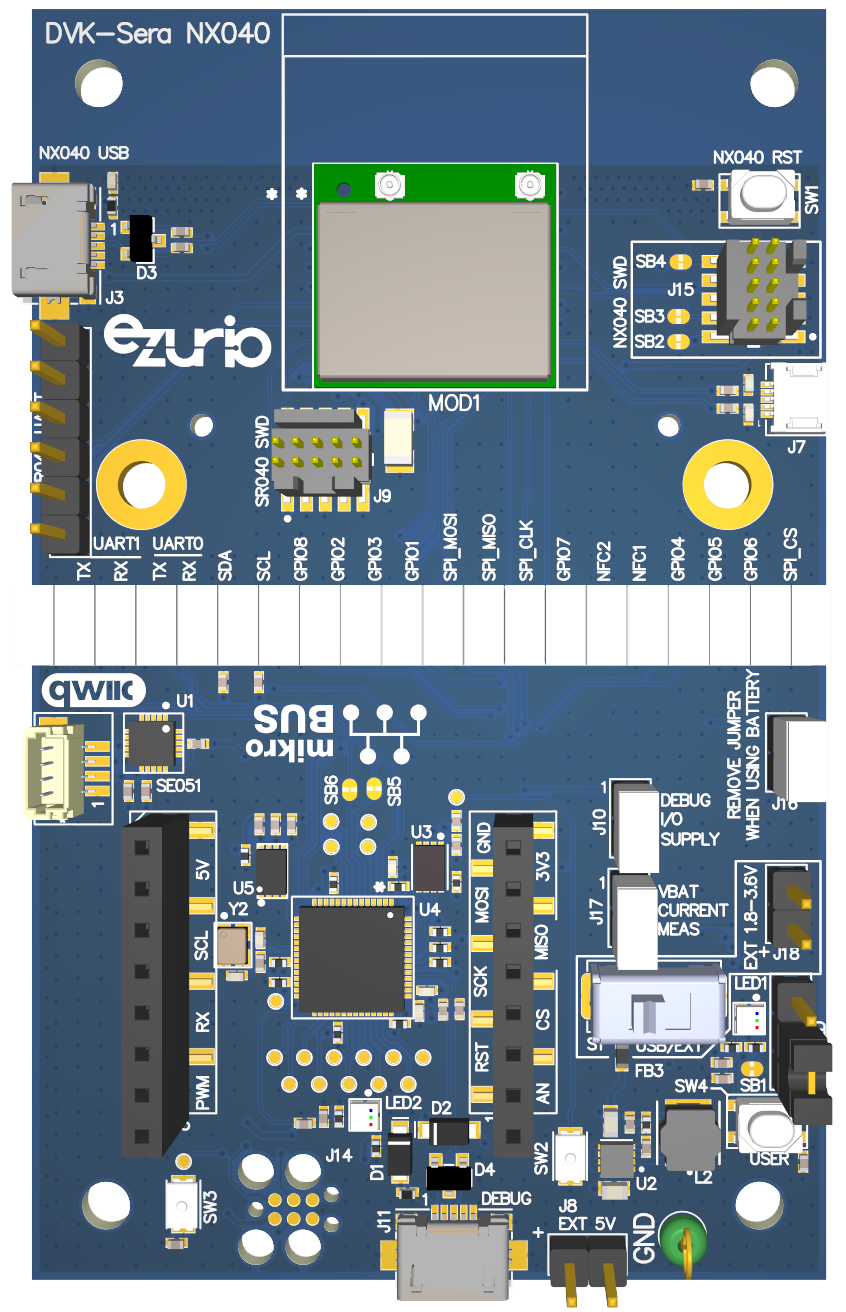 DVK-Sera NX040
NX040 USB
NX040 RST
SW1
1
D3
J3
NX040 SWD
SB4
J15
SB3
SB2
ezurio
MOD1
J7
SR040 SWD
J9
UART1
UART0
TX
RX
TX
RX
SDA
SCL
GPIO8
GPIO2
GPIO3
GPIO1
SPI_MOSI
SPI_MISO
SPI_CLK
GPIO7
NFC2
NFC1
GPIO4
GPIO5
GPIO6
SPI_CS
qwiic
U1
SE051
1
mikro
BUS
SB6
SB5
REMOVE JUMPER
WHEN USING BATTERY
1
J10
DEBUG
I/O
SUPPLY
1
J17
VBAT
CURRENT
MEAS
EXT 1.8-3.6V
+
J18
5V
SCL
RX
PWM
U5
Y2
U3
*
U4
GND
MOSI
SCK
RST
3V3
MISO
CS
AN
1
LED1
S1
USB/EXT
FB3
SW4
SB1
USER
LED2
D2
D1
D4
J14
SW3
SW2
U2
L2
J11
1
DEBUG
J8
+
EXT 5V
GND